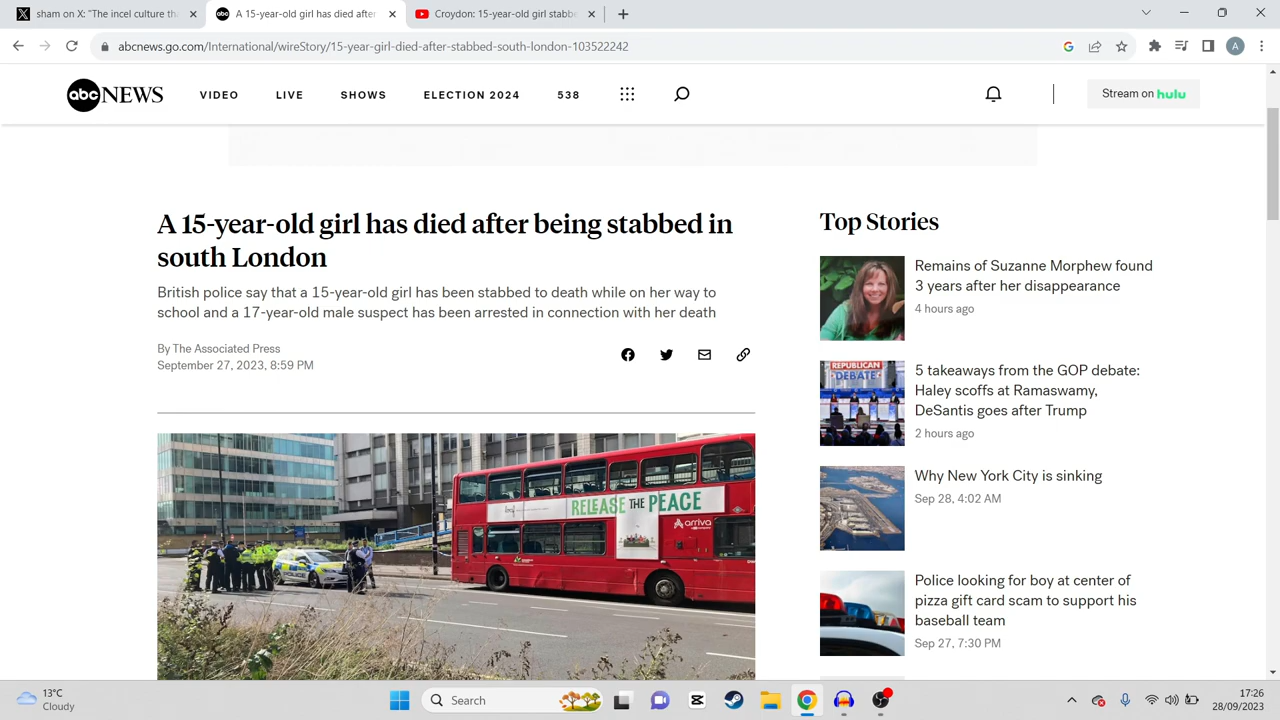 sham on X: "The incel culture th
A 15-year-old girl has died after
Croydon: 15-year-old girl stabbe
abcnews.go.com/International/wireStory/15-year-girl-died-after-stabbed-south-london-103522242
A
abc NEWS
VIDEO
LIVE
SHOWS
ELECTION 2024
538
Stream on hulu
A 15-year-old girl has died after being stabbed in
south London
British police say that a 15-year-old girl has been stabbed to death while on her way to
school and a 17-year-old male suspect has been arrested in connection with her death
By The Associated Press
September 27, 2023, 8:59 PM
RELEASE THE PEACE
arriva
Top Stories
Remains of Suzanne Morphew found
3 years after her disappearance
4 hours ago
REPUBLICAN
DEBATE
5 takeaways from the GOP debate:
Haley scoffs at Ramaswamy,
DeSantis goes after Trump
2 hours ago
Why New York City is sinking
Sep 28, 4:02 AM
Police looking for boy at center of
pizza gift card scam to support his
baseball team
Sep 27, 7:30 PM
13°C
Cloudy
Search
17:26
28/09/2023